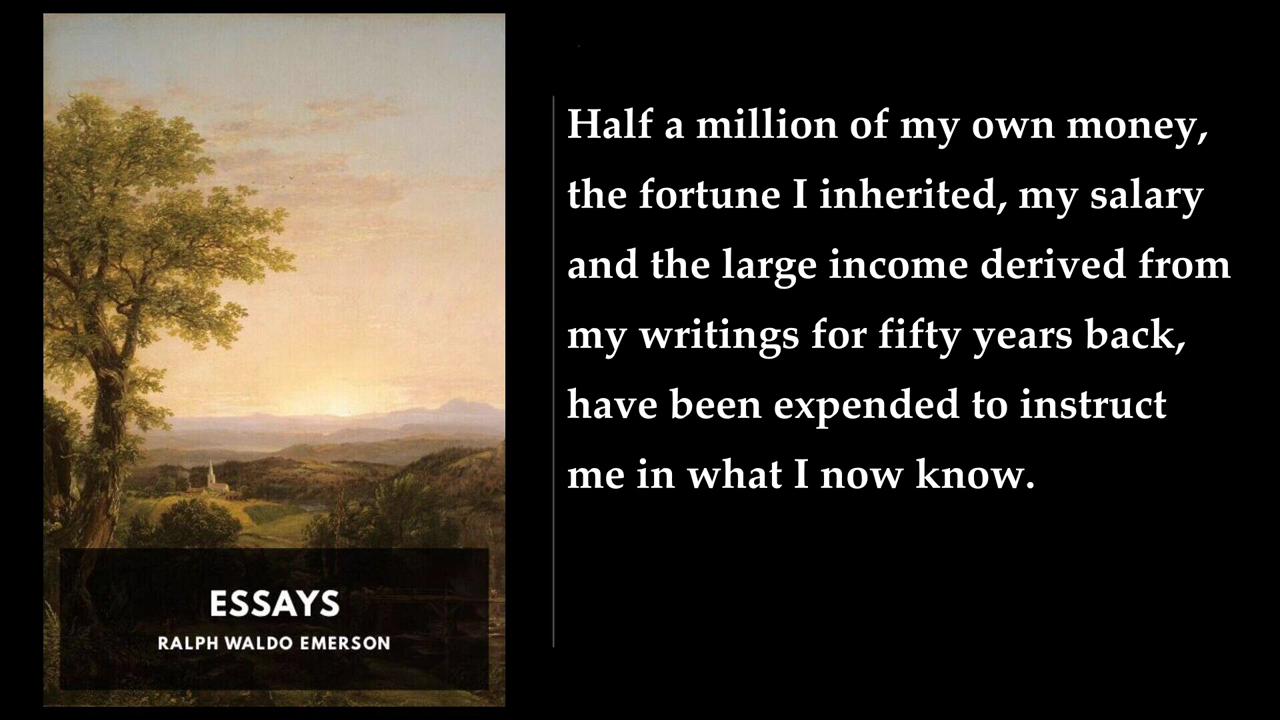 Half a million of my own money,
the fortune I inherited, my salary
and the large income derived from
my writings for fifty years back,
have been expended to instruct
me in what I now know.
ESSAYS
RALPH WALDO EMERSON